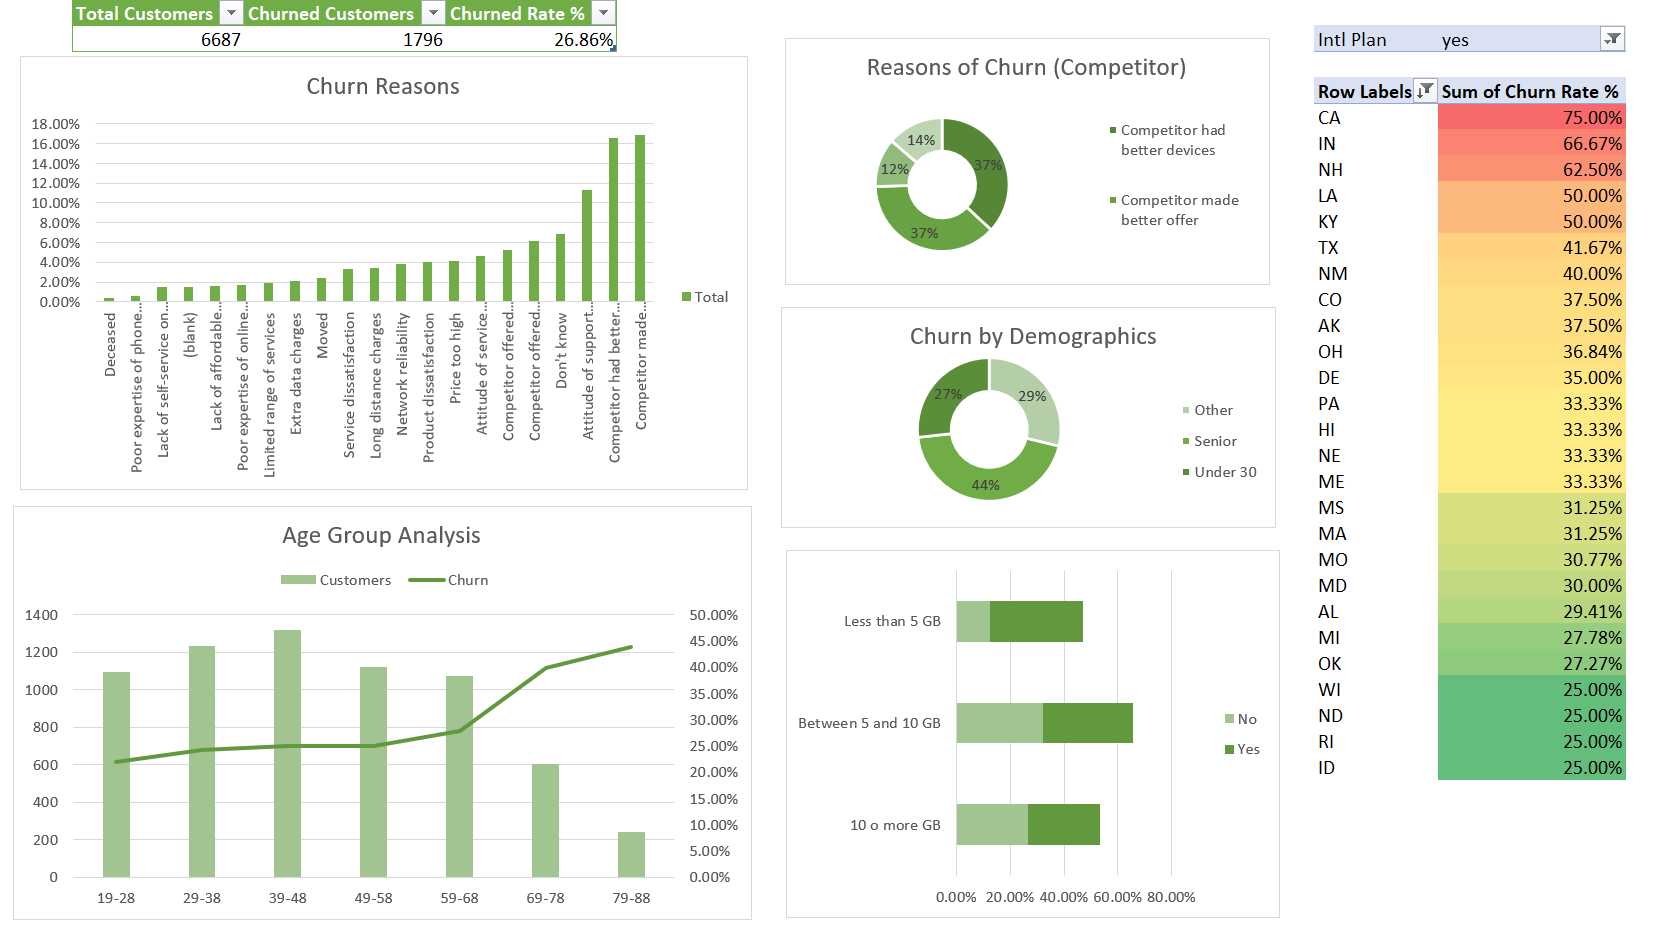 Total Customers Churned Customers Churned Rate %
6687 1796 26.86%
Churn Reasons
18.00%
16.00%
14.00%
12.00%
10.00%
8.00%
6.00%
4.00%
2.00%
0.00%
Total
Deceased
Poor expertise of phone...
Lack of self-service on...
(blank)
Lack of affordable...
Poor expertise of online...
Limited range of services
Extra data charges
Moved
Service dissatisfaction
Long distance charges
Network reliability
Product dissatisfaction
Price too high
Attitude of service...
Competitor offered...
Competitor offered...
Don't know
Attitude of support...
Competitor had better...
Competitor made...
Age Group Analysis
Customers Churn
1400
1200
1000
800
600
400
200
0
50.00%
45.00%
40.00%
35.00%
30.00%
25.00%
20.00%
15.00%
10.00%
5.00%
0.00%
19-28 29-38 39-48 49-58 59-68 69-78 79-88
Reasons of Churn (Competitor)
14%
37%
12%
37%
Competitor had
better devices
Competitor made
better offer
Churn by Demographics
27%
29%
44%
Other
Senior
Under 30
Less than 5 GB
Between 5 and 10 GB
10 o more GB
No
Yes
0.00% 20.00% 40.00% 60.00% 80.00%
Intl Plan yes
Row Labels Sum of Churn Rate %
CA 75.00%
IN 66.67%
NH 62.50%
LA 50.00%
KY 50.00%
TX 41.67%
NM 40.00%
CO 37.50%
AK 37.50%
OH 36.84%
DE 35.00%
PA 33.33%
HI 33.33%
NE 33.33%
ME 33.33%
MS 31.25%
MA 31.25%
MO 30.77%
MD 30.00%
AL 29.41%
MI 27.78%
OK 27.27%
WI 25.00%
ND 25.00%
RI 25.00%
ID 25.00%